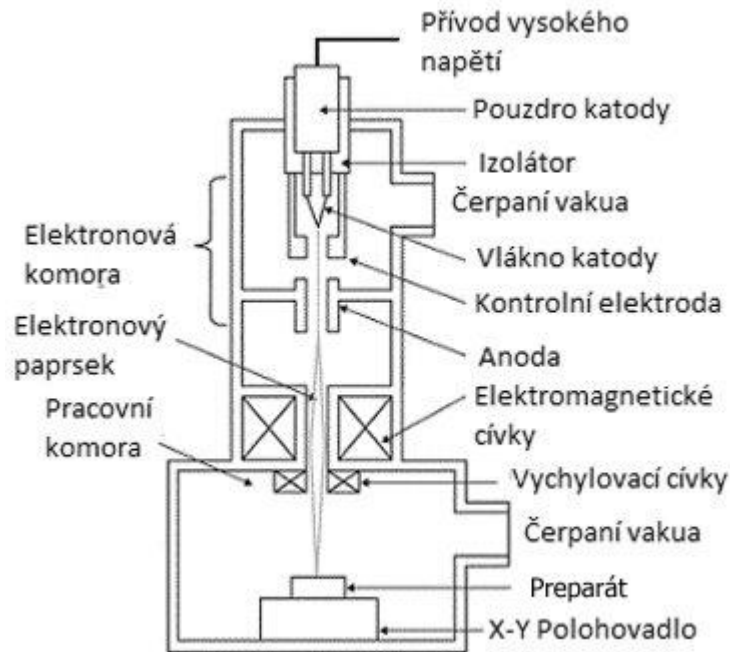 Přívod vysokého
napětí
Pouzdro katody
Izolátor
Čerpaní vakua
Elektronová
komora
Vlákno katody
Kontrolní elektroda
Elektronový
paprsek
Anoda
Pracovní
komora
Elektromagnetické
cívky
Vychylovací cívky
Čerpaní vakua
Preparát
X-Y Polohovadlo